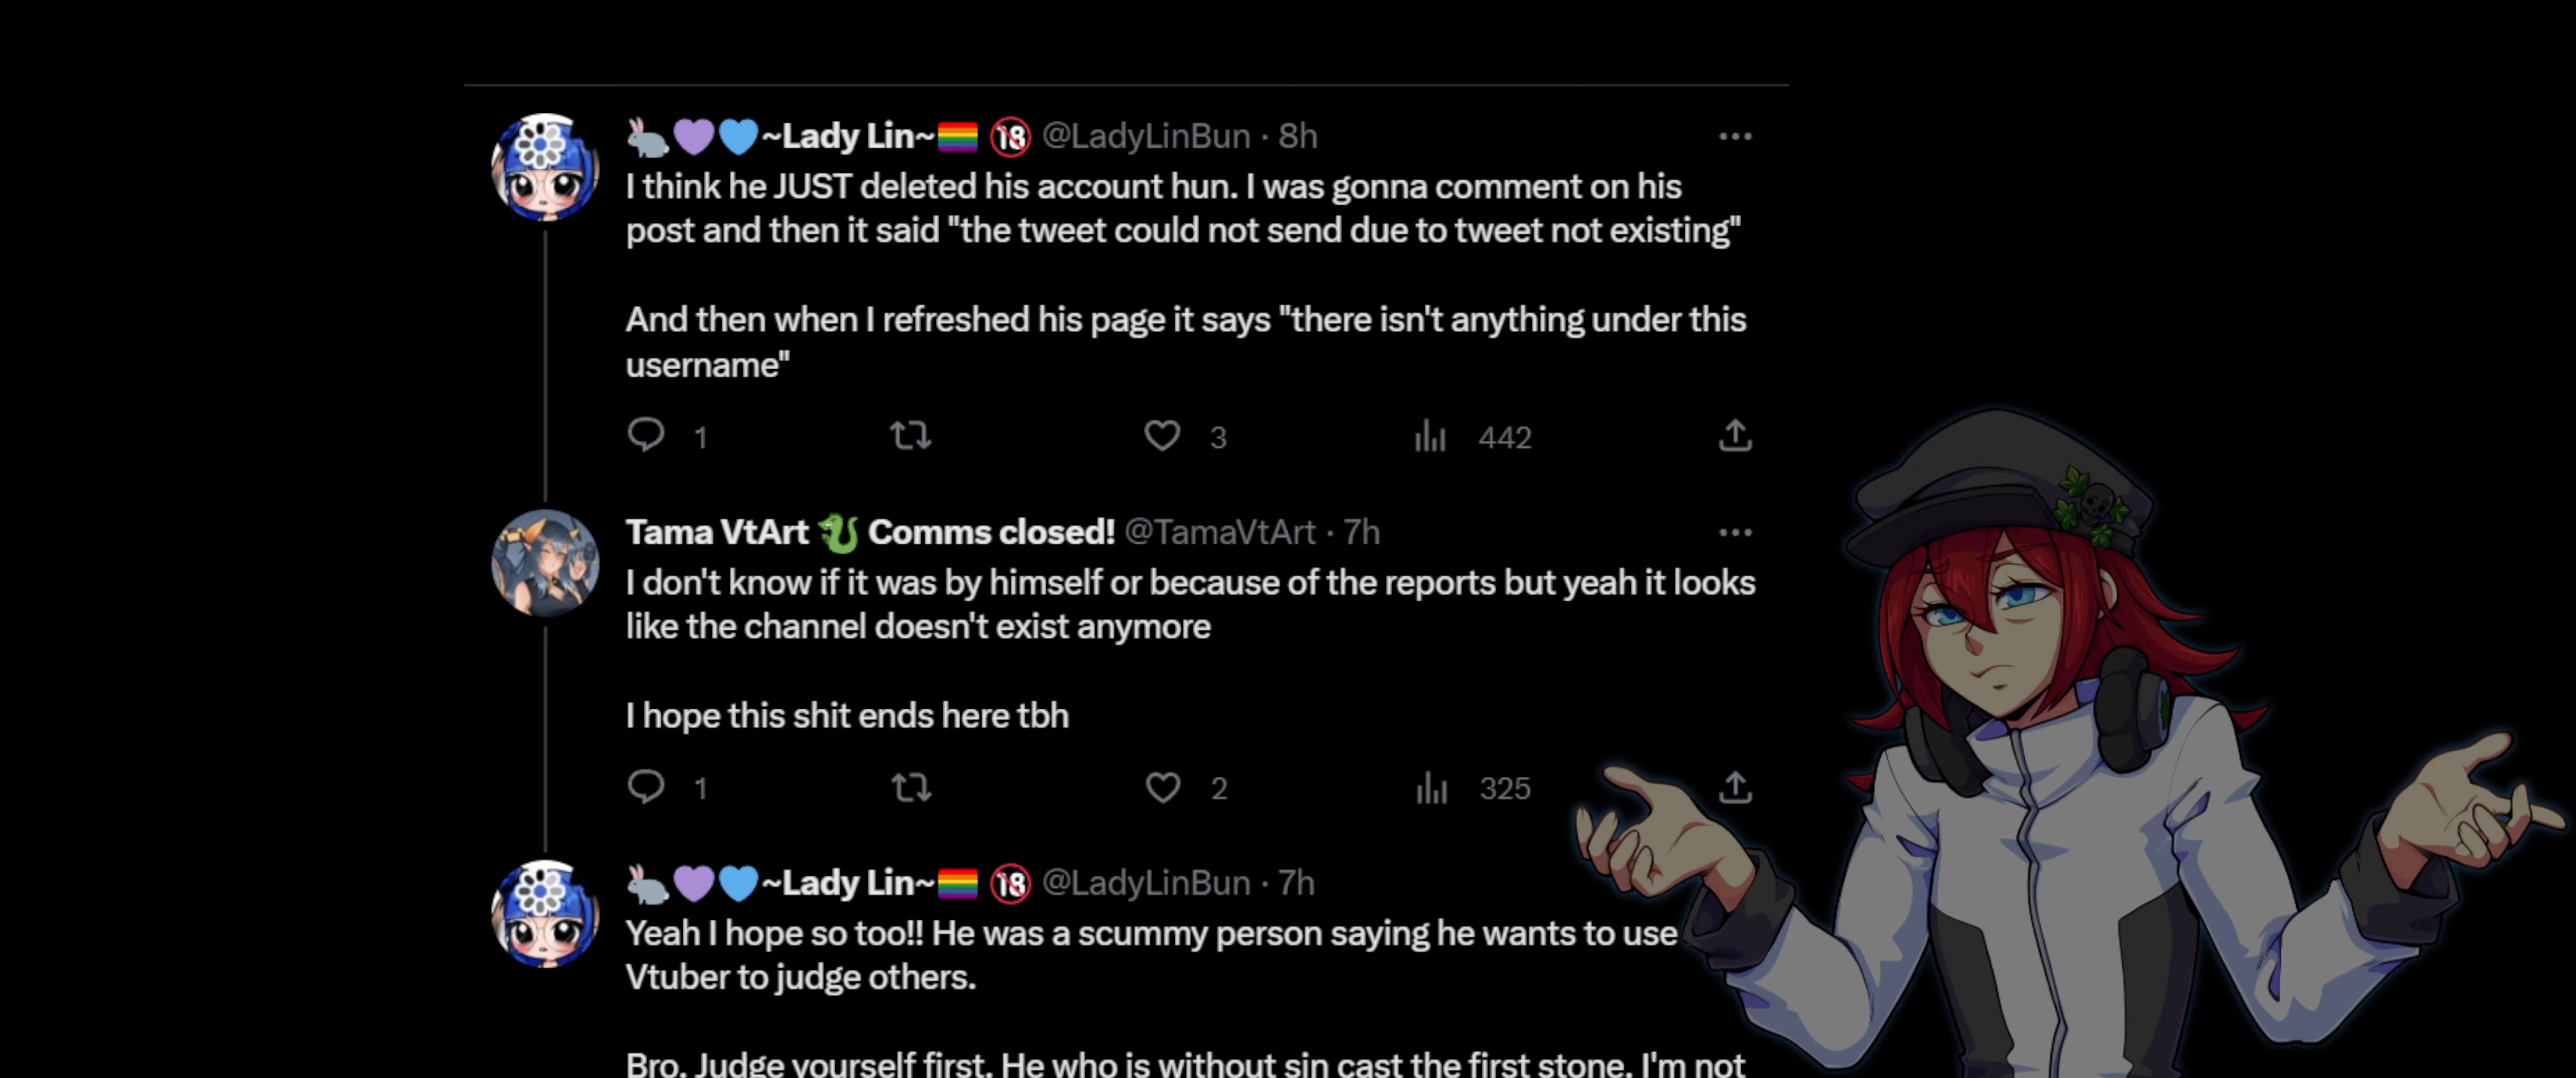 🐇💜💙~Lady Lin~🏳️‍🌈 🔞 @LadyLinBun · 8h
I think he JUST deleted his account hun. I was gonna comment on his
post and then it said "the tweet could not send due to tweet not existing"
And then when I refreshed his page it says "there isn't anything under this
username"
1 3 442
Tama VtArt 🐉 Comms closed! @TamaVtArt · 7h
I don't know if it was by himself or because of the reports but yeah it looks
like the channel doesn't exist anymore
I hope this shit ends here tbh
1 2 325
🐇💜💙~Lady Lin~🏳️‍🌈 🔞 @LadyLinBun · 7h
Yeah I hope so too!! He was a scummy person saying he wants to use
Vtuber to judge others.
Bro. Judge yourself first. He who is without sin cast the first stone. I'm not